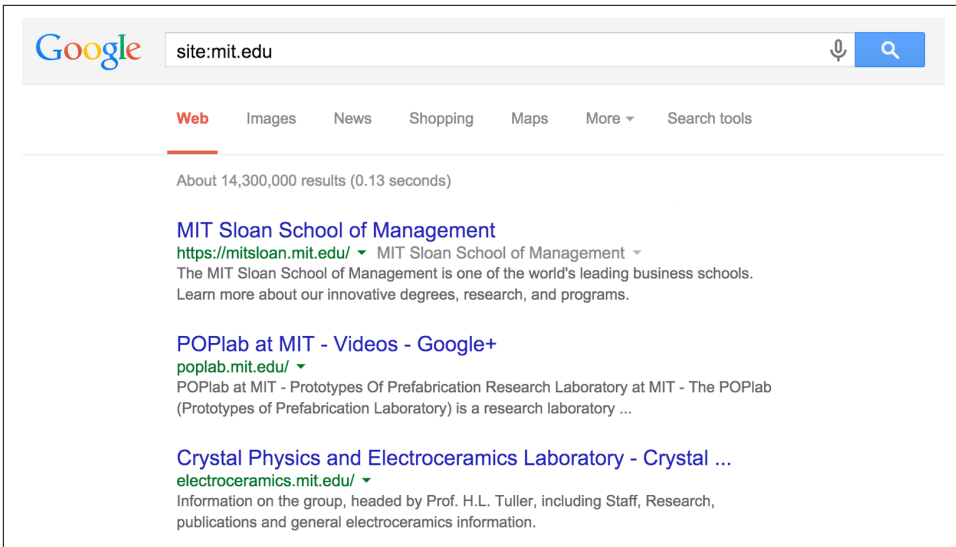 Google
site:mit.edu
Web Images News Shopping Maps More Search tools
About 14,300,000 results (0.13 seconds)
MIT Sloan School of Management
https://mitsloan.mit.edu/ MIT Sloan School of Management
The MIT Sloan School of Management is one of the world's leading business schools.
Learn more about our innovative degrees, research, and programs.
POPlab at MIT - Videos - Google+
poplab.mit.edu/
POPlab at MIT - Prototypes Of Prefabrication Research Laboratory at MIT - The POPlab
(Prototypes of Prefabrication Laboratory) is a research laboratory ...
Crystal Physics and Electroceramics Laboratory - Crystal ...
electroceramics.mit.edu/
Information on the group, headed by Prof. H.L. Tuller, including Staff, Research,
publications and general electroceramics information.